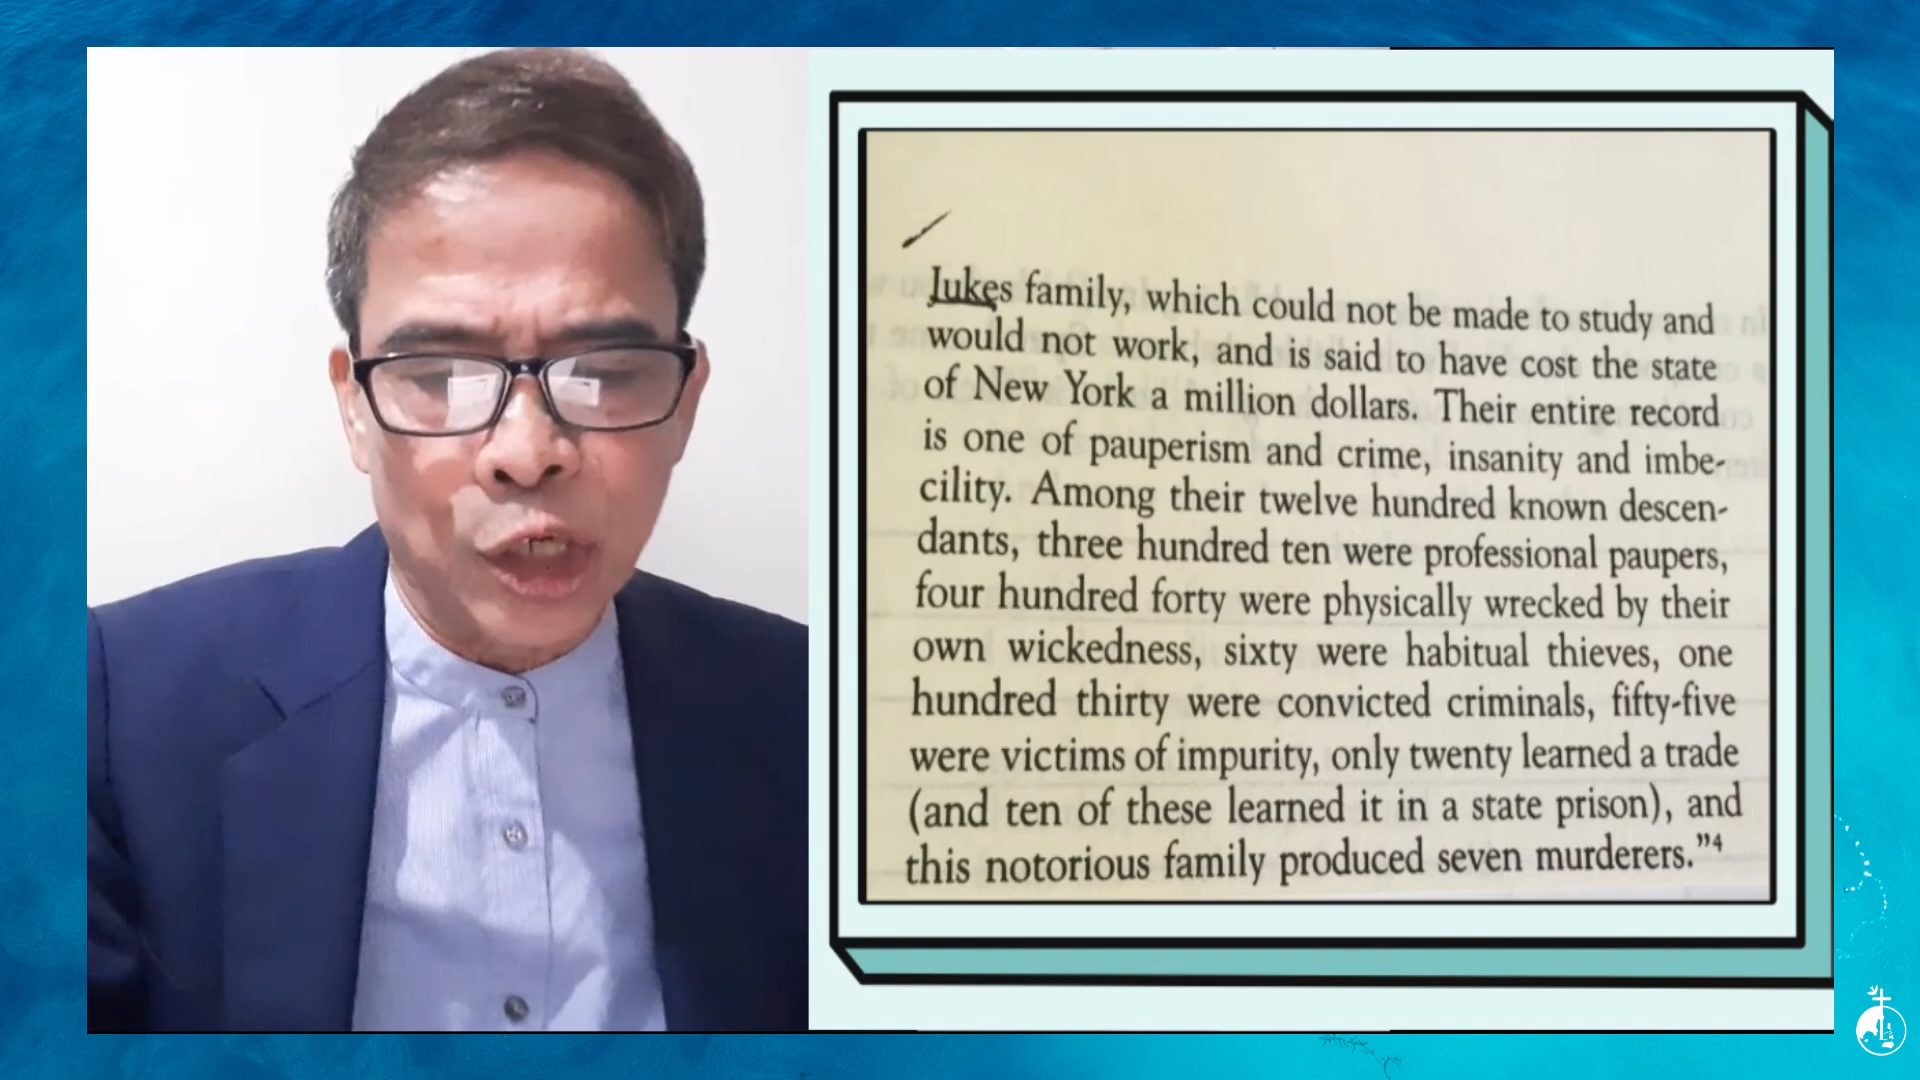 Jukes family, which could not be made to study and
would not work, and is said to have cost the state
of New York a million dollars. Their entire record
is one of pauperism and crime, insanity and imbe-
cility. Among their twelve hundred known descen-
dants, three hundred ten were professional paupers,
four hundred forty were physically wrecked by their
own wickedness, sixty were habitual thieves, one
hundred thirty were convicted criminals, fifty-five
were victims of impurity, only twenty learned a trade
(and ten of these learned it in a state prison), and
this notorious family produced seven murderers.”4